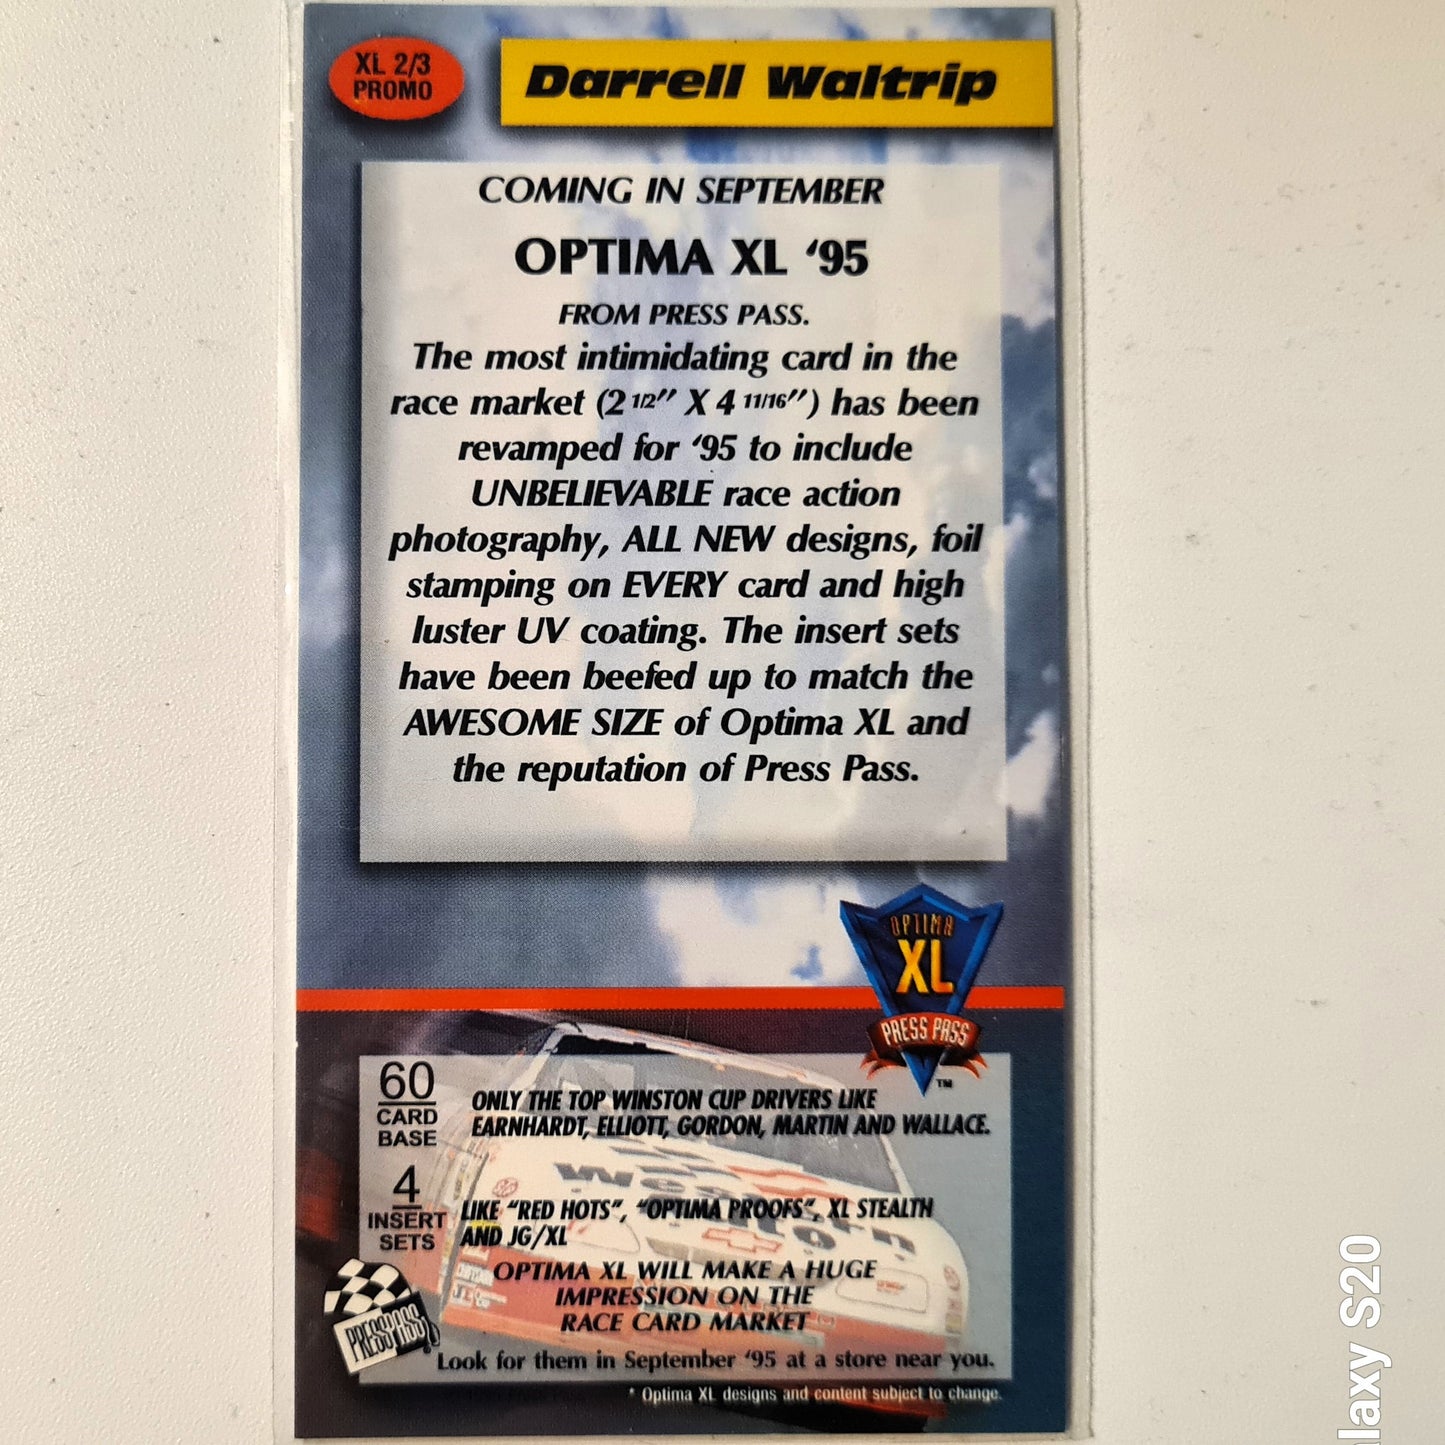 XL 2/3
PROMO
Darrell Waltrip
COMING IN SEPTEMBER
OPTIMA XL '95
FROM PRESS PASS.
The most intimidating card in the
race market (2 1/2" X 4 11/16") has been
revamped for '95 to include
UNBELIEVABLE race action
photography, ALL NEW designs, foil
stamping on EVERY card and high
luster UV coating. The insert sets
have been beefed up to match the
AWESOME SIZE of Optima XL and
the reputation of Press Pass.
OPTIMA
XL
PRESS PASS
TM
60
CARD
BASE
ONLY THE TOP WINSTON CUP DRIVERS LIKE
EARNHARDT, ELLIOTT, GORDON, MARTIN AND WALLACE.
4
INSERT
SETS
LIKE "RED HOTS", "OPTIMA PROOFS", XL STEALTH
AND JG/XL
Western
OPTIMA XL WILL MAKE A HUGE
IMPRESSION ON THE
RACE CARD MARKET
PRESS PASS
Look for them in September '95 at a store near you.
* Optima XL designs and content subject to change.
laxy S20